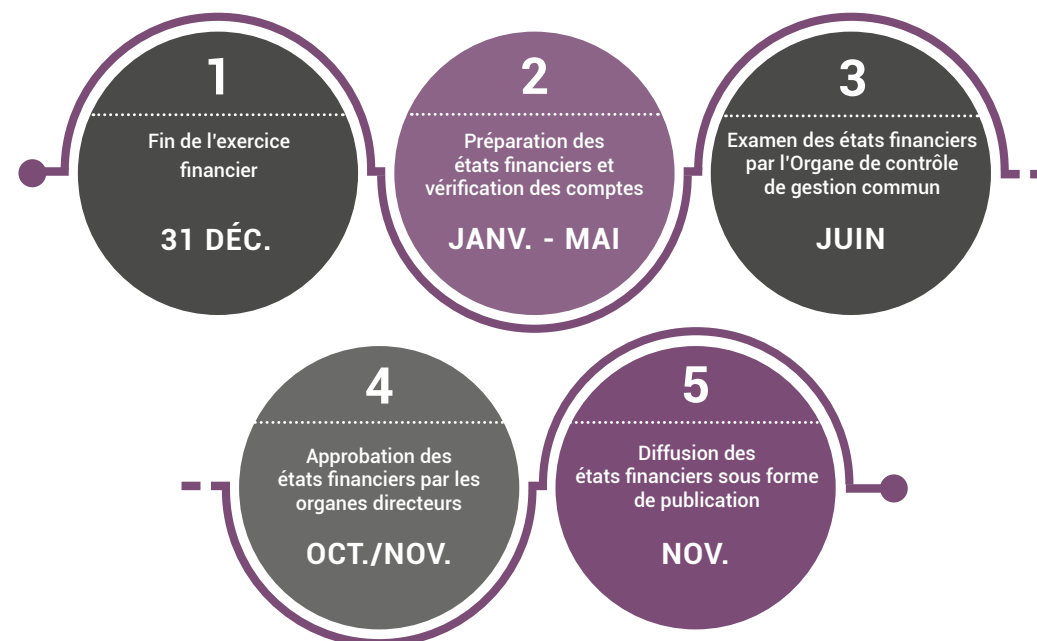 1
Fin de l'exercice
financier
31 DÉC.
2
Préparation des
états financiers et
vérification des comptes
JANV. - MAI
3
Examen des états financiers
par l'Organe de contrôle
de gestion commun
JUIN
4
Approbation des
états financiers par les
organes directeurs
OCT./NOV.
5
Diffusion des
états financiers sous forme
de publication
NOV.